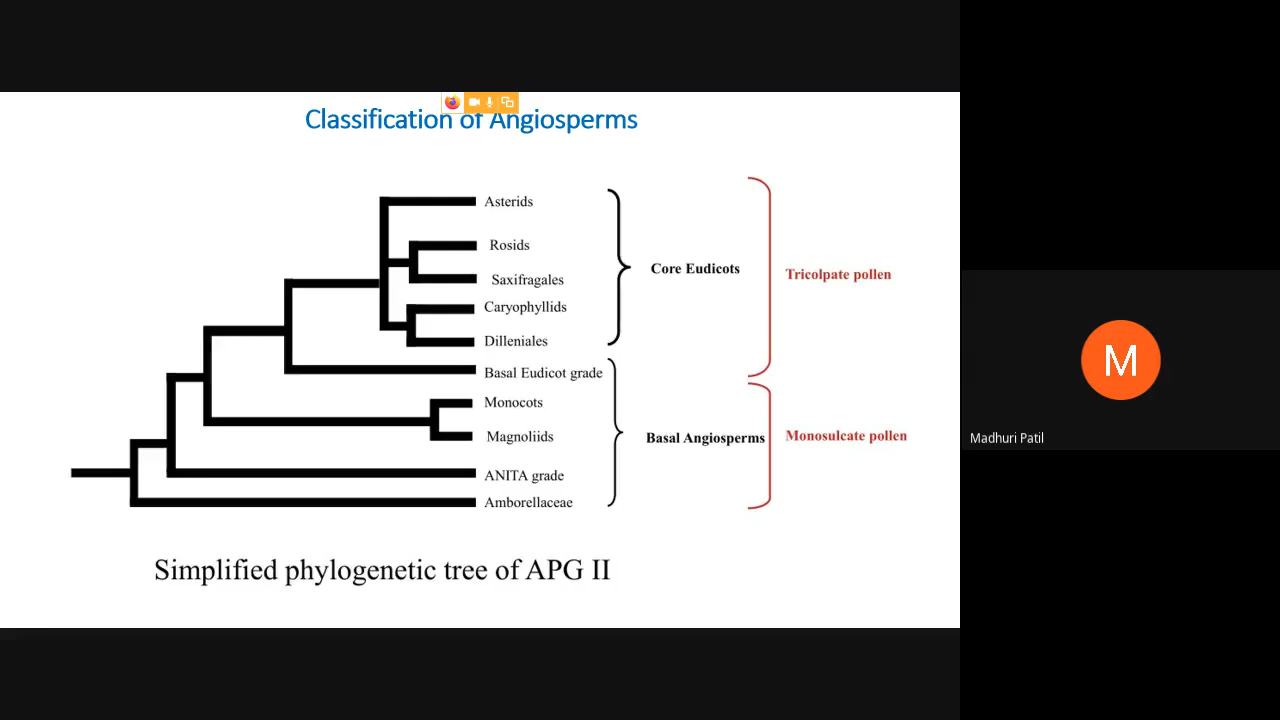 Classification of Angiosperms
Asterids
Rosids
Saxifragales
Caryophyllids
Dilleniales
Basal Eudicot grade
Monocots
Magnoliids
ANITA grade
Amborellaceae
Core Eudicots
Basal Angiosperms
Tricolpate pollen
Monosulcate pollen
Simplified phylogenetic tree of APG II
M
Madhuri Patil